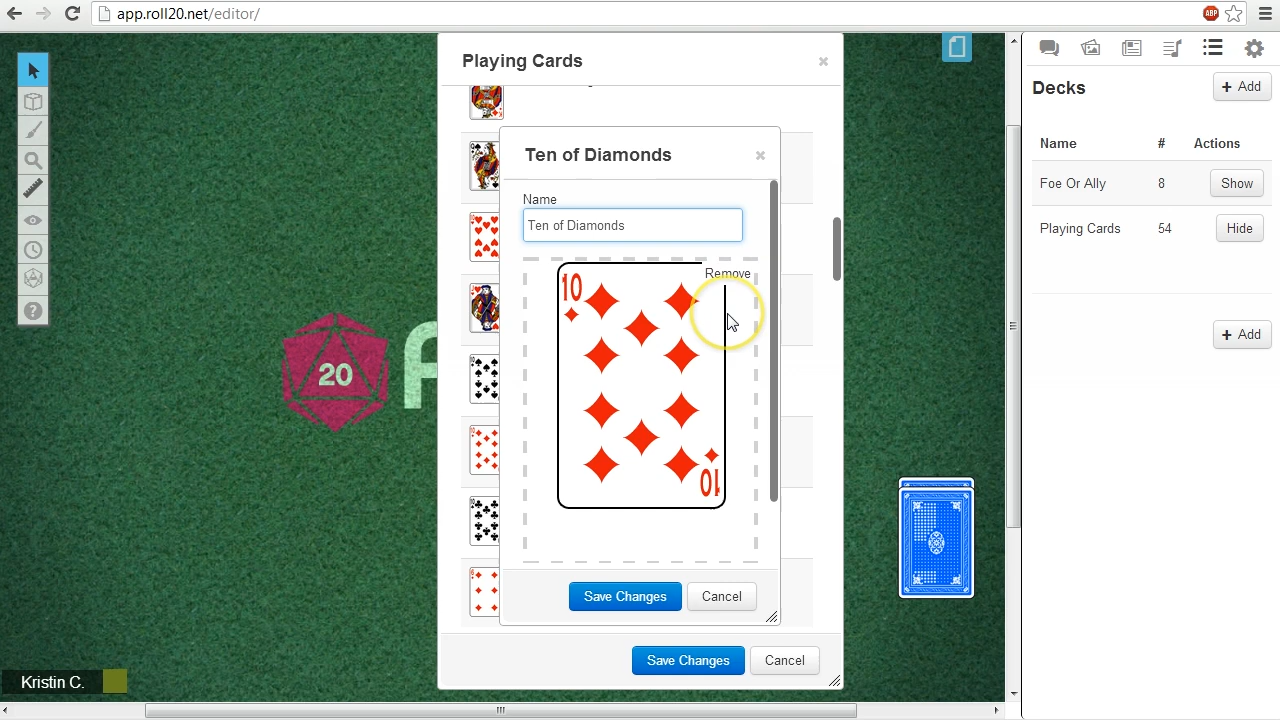 app.roll20.net/editor/
ABP
Playing Cards
Ten of Diamonds
Name
Ten of Diamonds
Remove
10
10
Save Changes
Cancel
Save Changes
Cancel
Decks
+ Add
Name # Actions
Foe Or Ally 8 Show
Playing Cards 54 Hide
+ Add
20
?
Kristin C.